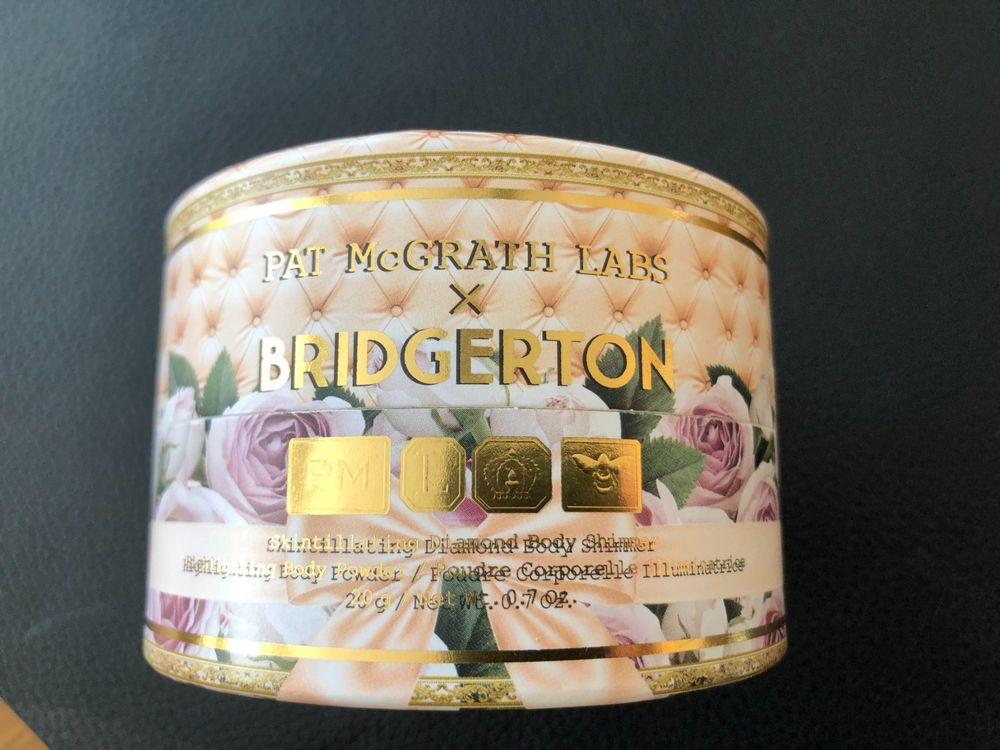 PAT McGRATH LABS
X
BRIDGERTON
PM L
Skintillating Diamond Body Shimmer
Highlighting Body Powder / Poudre Corporelle Illuminatrice
20 g / Net Wt. 0.7 Oz.